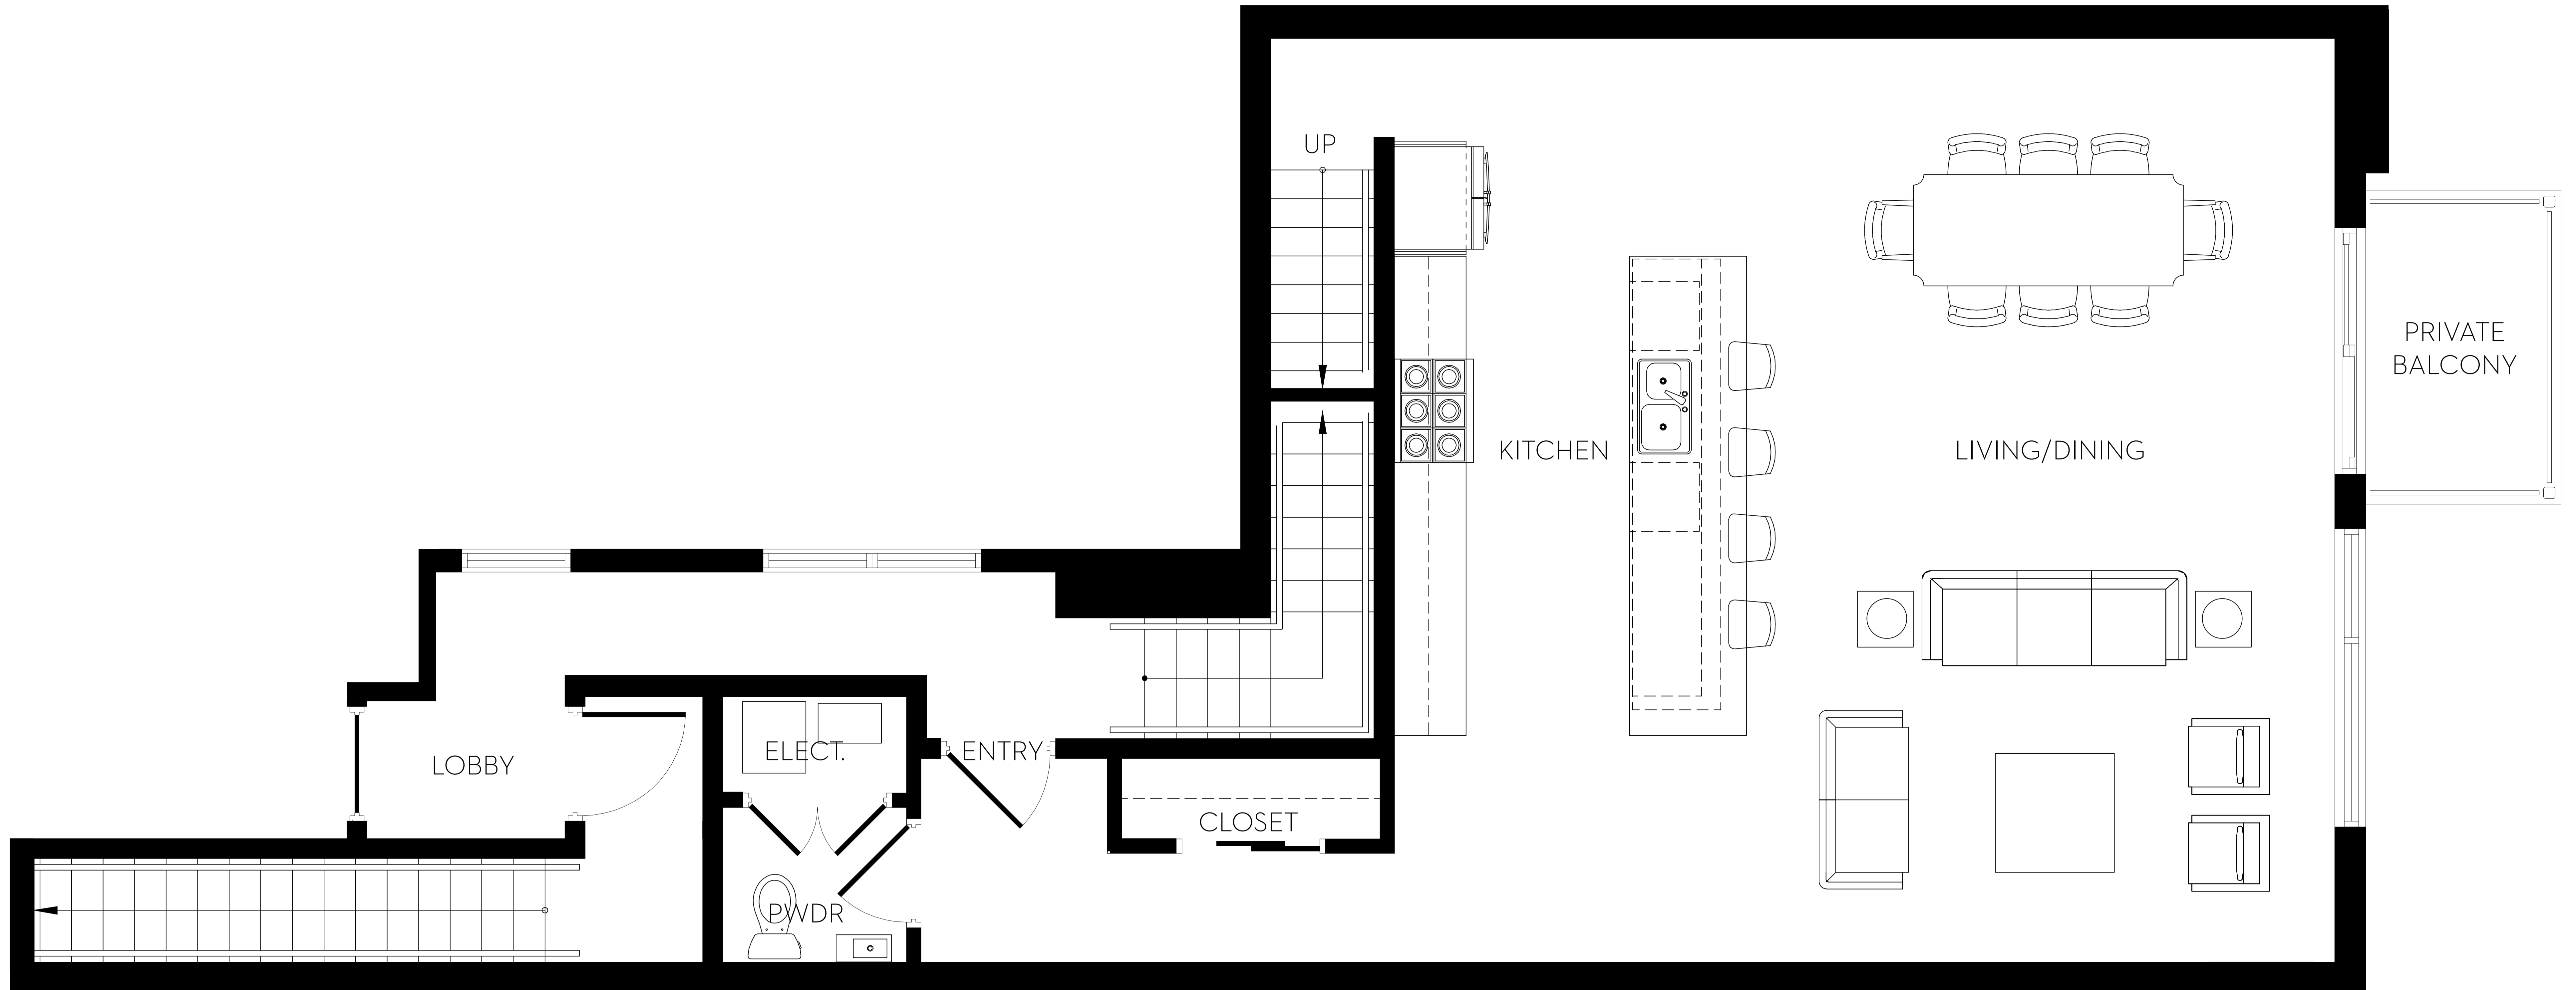 UP
PRIVATE
BALCONY
KITCHEN
LIVING/DINING
ELECT.
ENTRY
LOBBY
CLOSET
PWDR